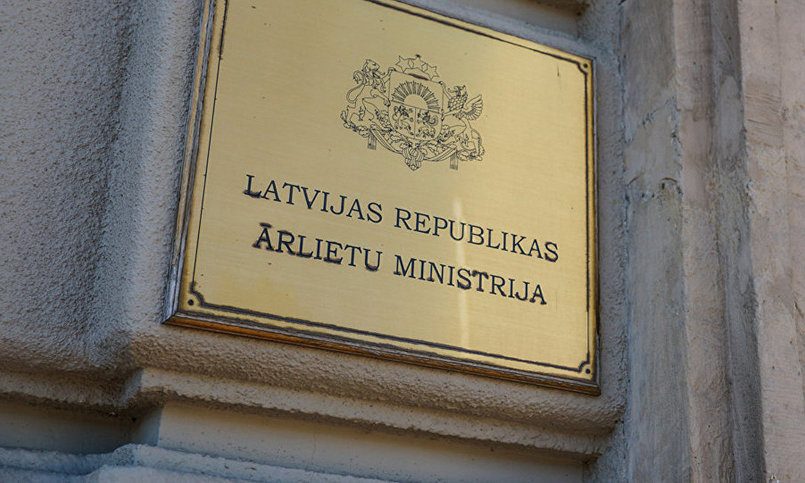 LATVIJAS REPUBLIKAS
ĀRLIETU MINISTRIJA